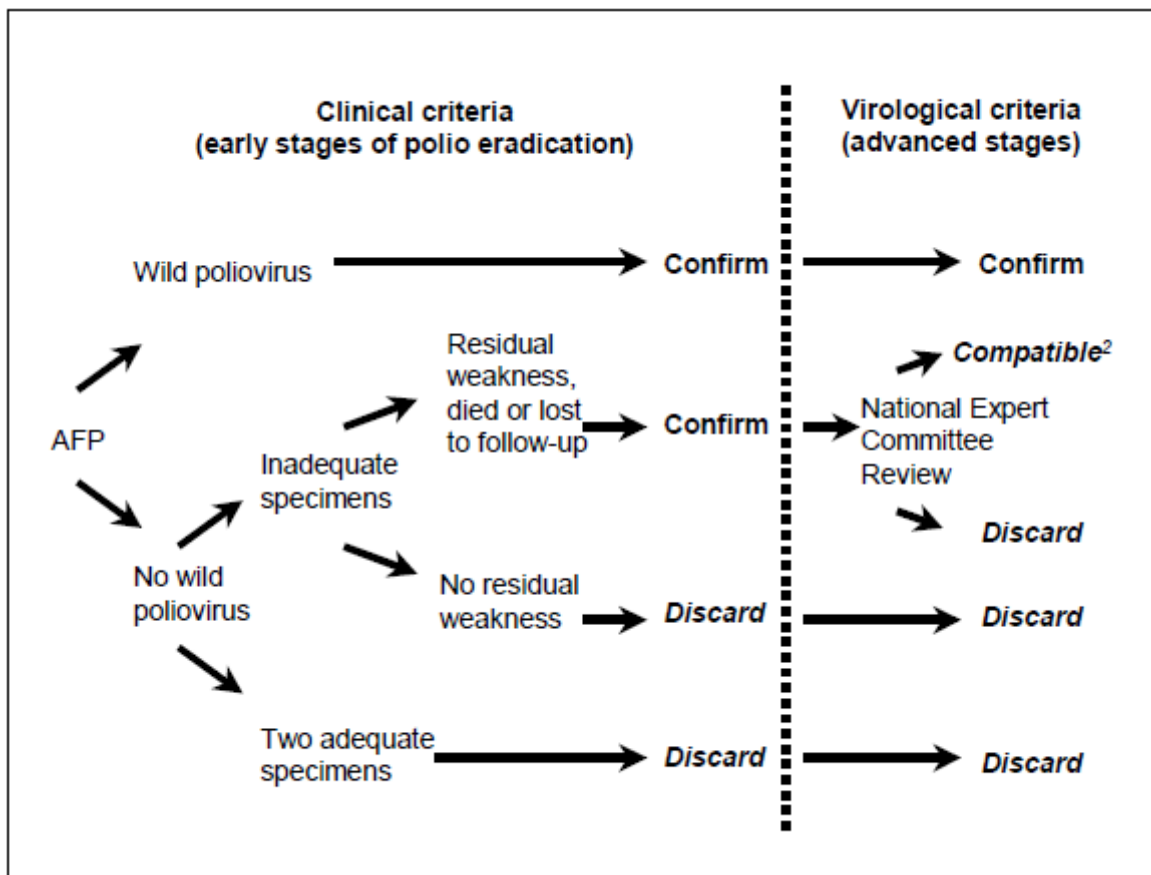 Clinical criteria
(early stages of polio eradication)
Virological criteria
(advanced stages)
Wild poliovirus
Confirm
Confirm
Residual
weakness,
died or lost
to follow-up
Confirm
Compatible²
National Expert
Committee
Review
Discard
AFP
Inadequate
specimens
No wild
poliovirus
No residual
weakness
Discard
Discard
Two adequate
specimens
Discard
Discard